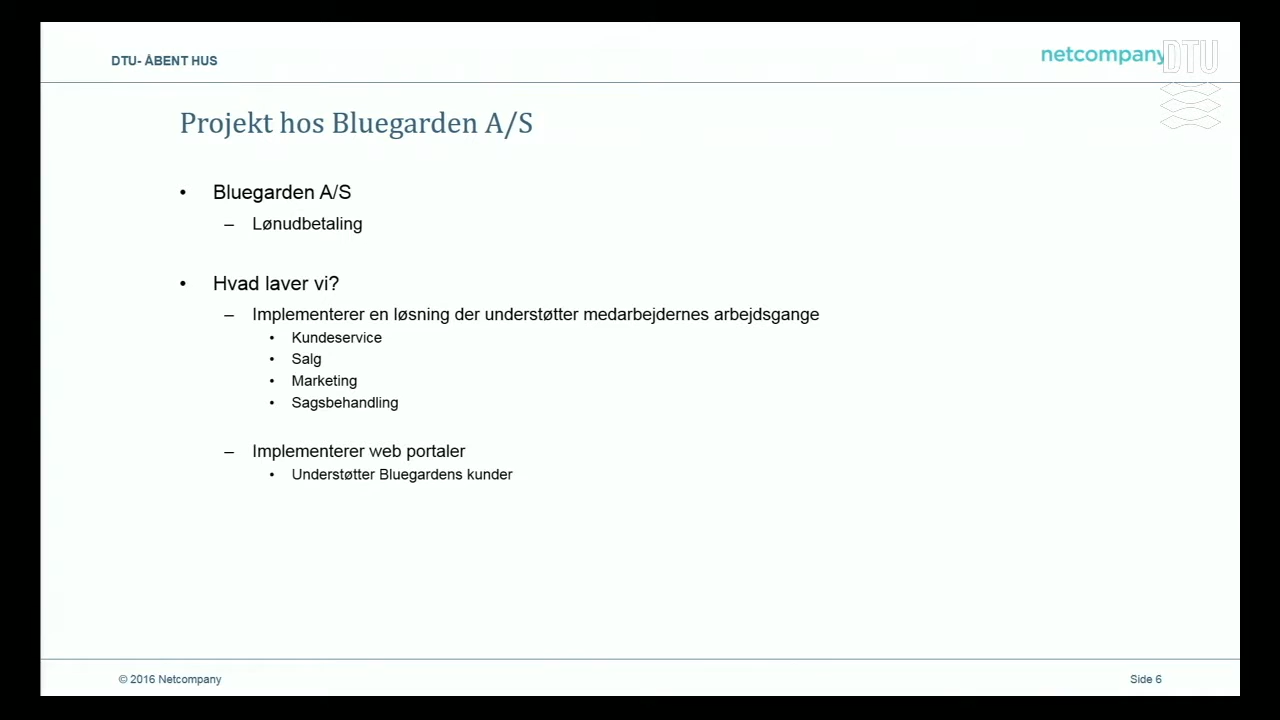 DTU- ÅBENT HUS
netcompany
DTU
Projekt hos Bluegarden A/S
• Bluegarden A/S
– Lønudbetaling
• Hvad laver vi?
– Implementerer en løsning der understøtter medarbejdernes arbejdsgange
• Kundeservice
• Salg
• Marketing
• Sagsbehandling
– Implementerer web portaler
• Understøtter Bluegardens kunder
© 2016 Netcompany
Side 6